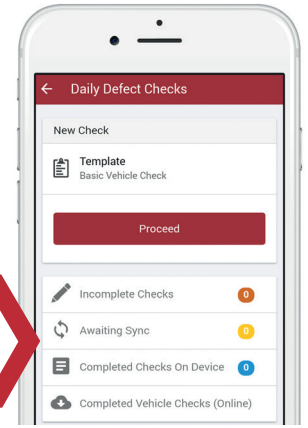 Daily Defect Checks
New Check
Template
Basic Vehicle Check
Proceed
Incomplete Checks 0
Awaiting Sync 0
Completed Checks On Device 0
Completed Vehicle Checks (Online)